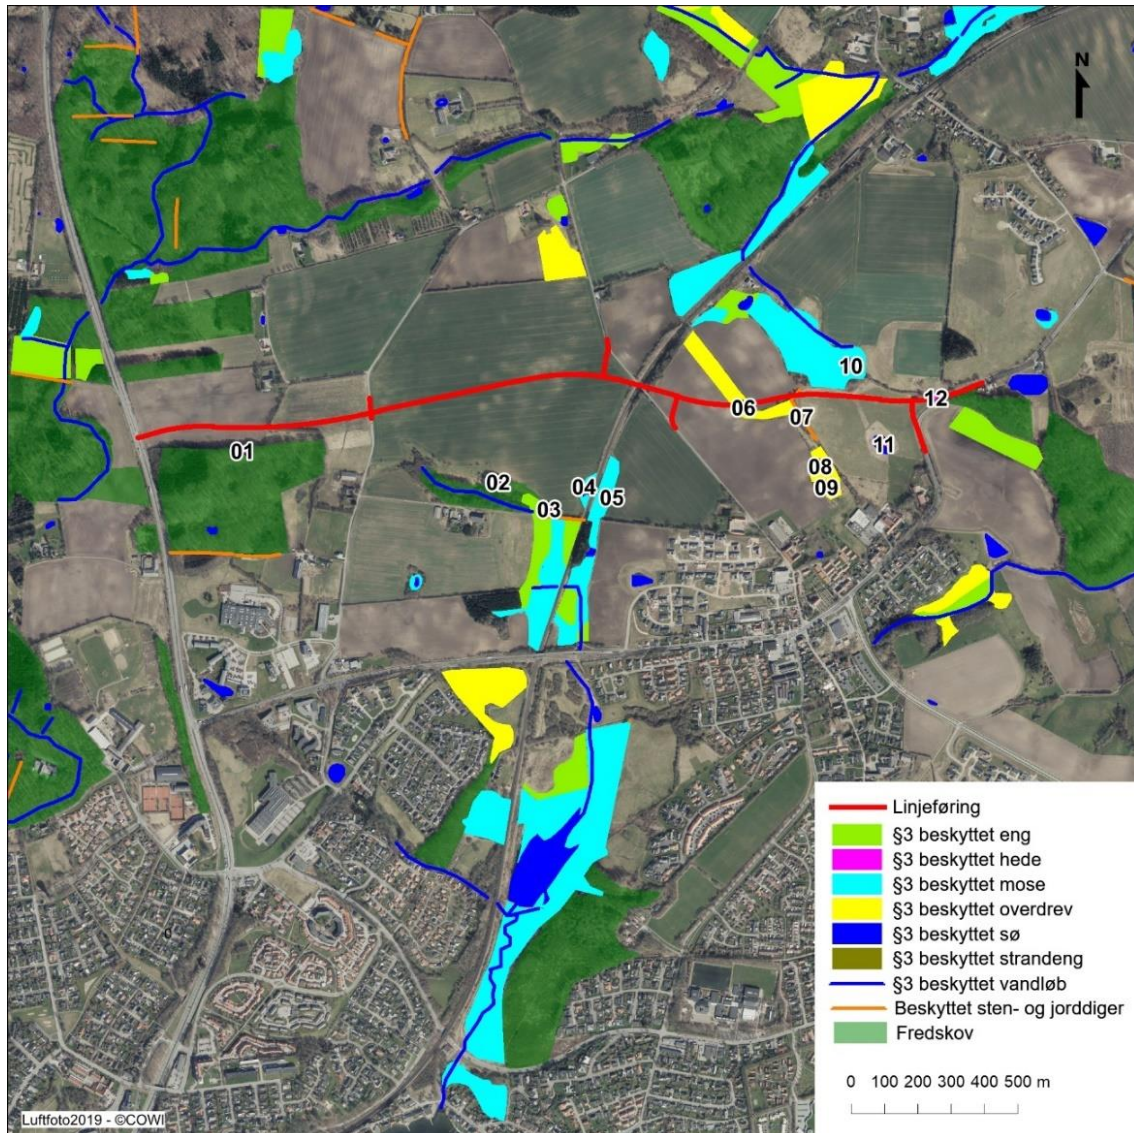 N
01
02
03
04
05
06
07
08
09
10
11
12
0
Linjeføring
§3 beskyttet eng
§3 beskyttet hede
§3 beskyttet mose
§3 beskyttet overdrev
§3 beskyttet sø
§3 beskyttet strandeng
§3 beskyttet vandløb
Beskyttet sten- og jorddiger
Fredskov
0 100 200 300 400 500 m
Luftfoto2019 - ©COWI